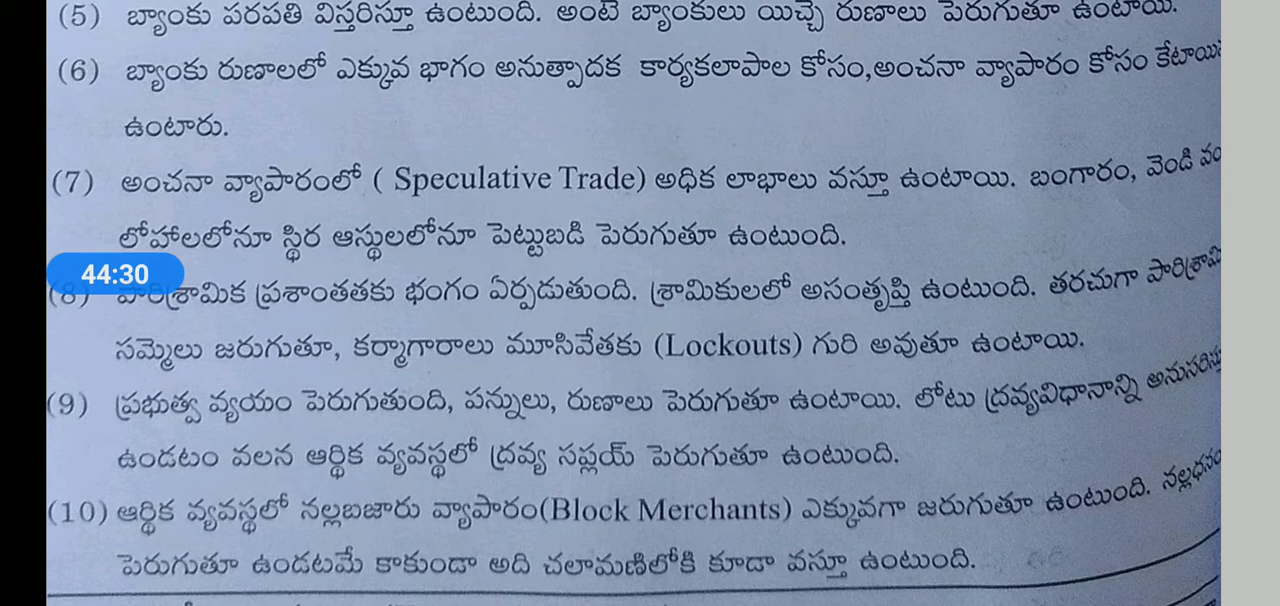 (5) బ్యాంకు పరపతి విస్తరిస్తూ ఉంటుంది. అంటే బ్యాంకులు యిచ్చే రుణాలు పెరుగుతూ ఉంటాయి.
(6) బ్యాంకు రుణాలలో ఎక్కువ భాగం అనుత్పాదక కార్యకలాపాల కోసం,అంచనా వ్యాపారం కోసం
ఉంటారు.
(7) అంచనా వ్యాపారంలో ( Speculative Trade) అధిక లాభాలు వస్తూ ఉంటాయి. బంగారం, వెండి
లోహాలలోనూ స్థిర ఆస్థులలోనూ పెట్టుబడి పెరుగుతూ ఉంటుంది.
44:30
(8) పారిశ్రామిక ప్రశాంతతకు భంగం ఏర్పడుతుంది. శ్రామికులలో అసంతృప్తి ఉంటుంది. తరచుగా
సమ్మెలు జరుగుతూ, కర్మాగారాలు మూసివేతకు (Lockouts) గురి అవుతూ ఉంటాయి.
(9) ప్రభుత్వ వ్యయం పెరుగుతుంది, పన్నులు, రుణాలు పెరుగుతూ ఉంటాయి. లోటు ద్రవ్యవిధానాన్ని
ఉండటం వలన ఆర్థిక వ్యవస్థలో ద్రవ్య సప్లయ్ పెరుగుతూ ఉంటుంది.
(10) ఆర్థిక వ్యవస్థలో నల్లబజారు వ్యాపారం(Block Merchants) ఎక్కువగా జరుగుతూ ఉంటుంది.
పెరుగుతూ ఉండటమే కాకుండా అది చలామణిలోకి కూడా వస్తూ ఉంటుంది.